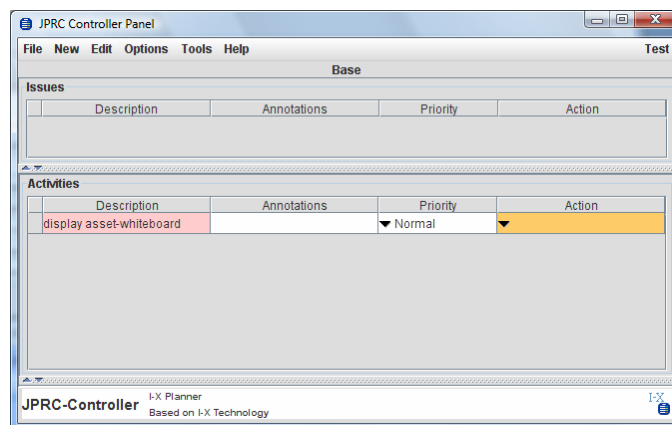 JPRC Controller Panel
File New Edit Options Tools Help Test
Base
Issues
Description Annotations Priority Action
Activities
Description Annotations Priority Action
display asset-whiteboard Normal
JPRC-Controller I-X Planner I-X
Based on I-X Technology